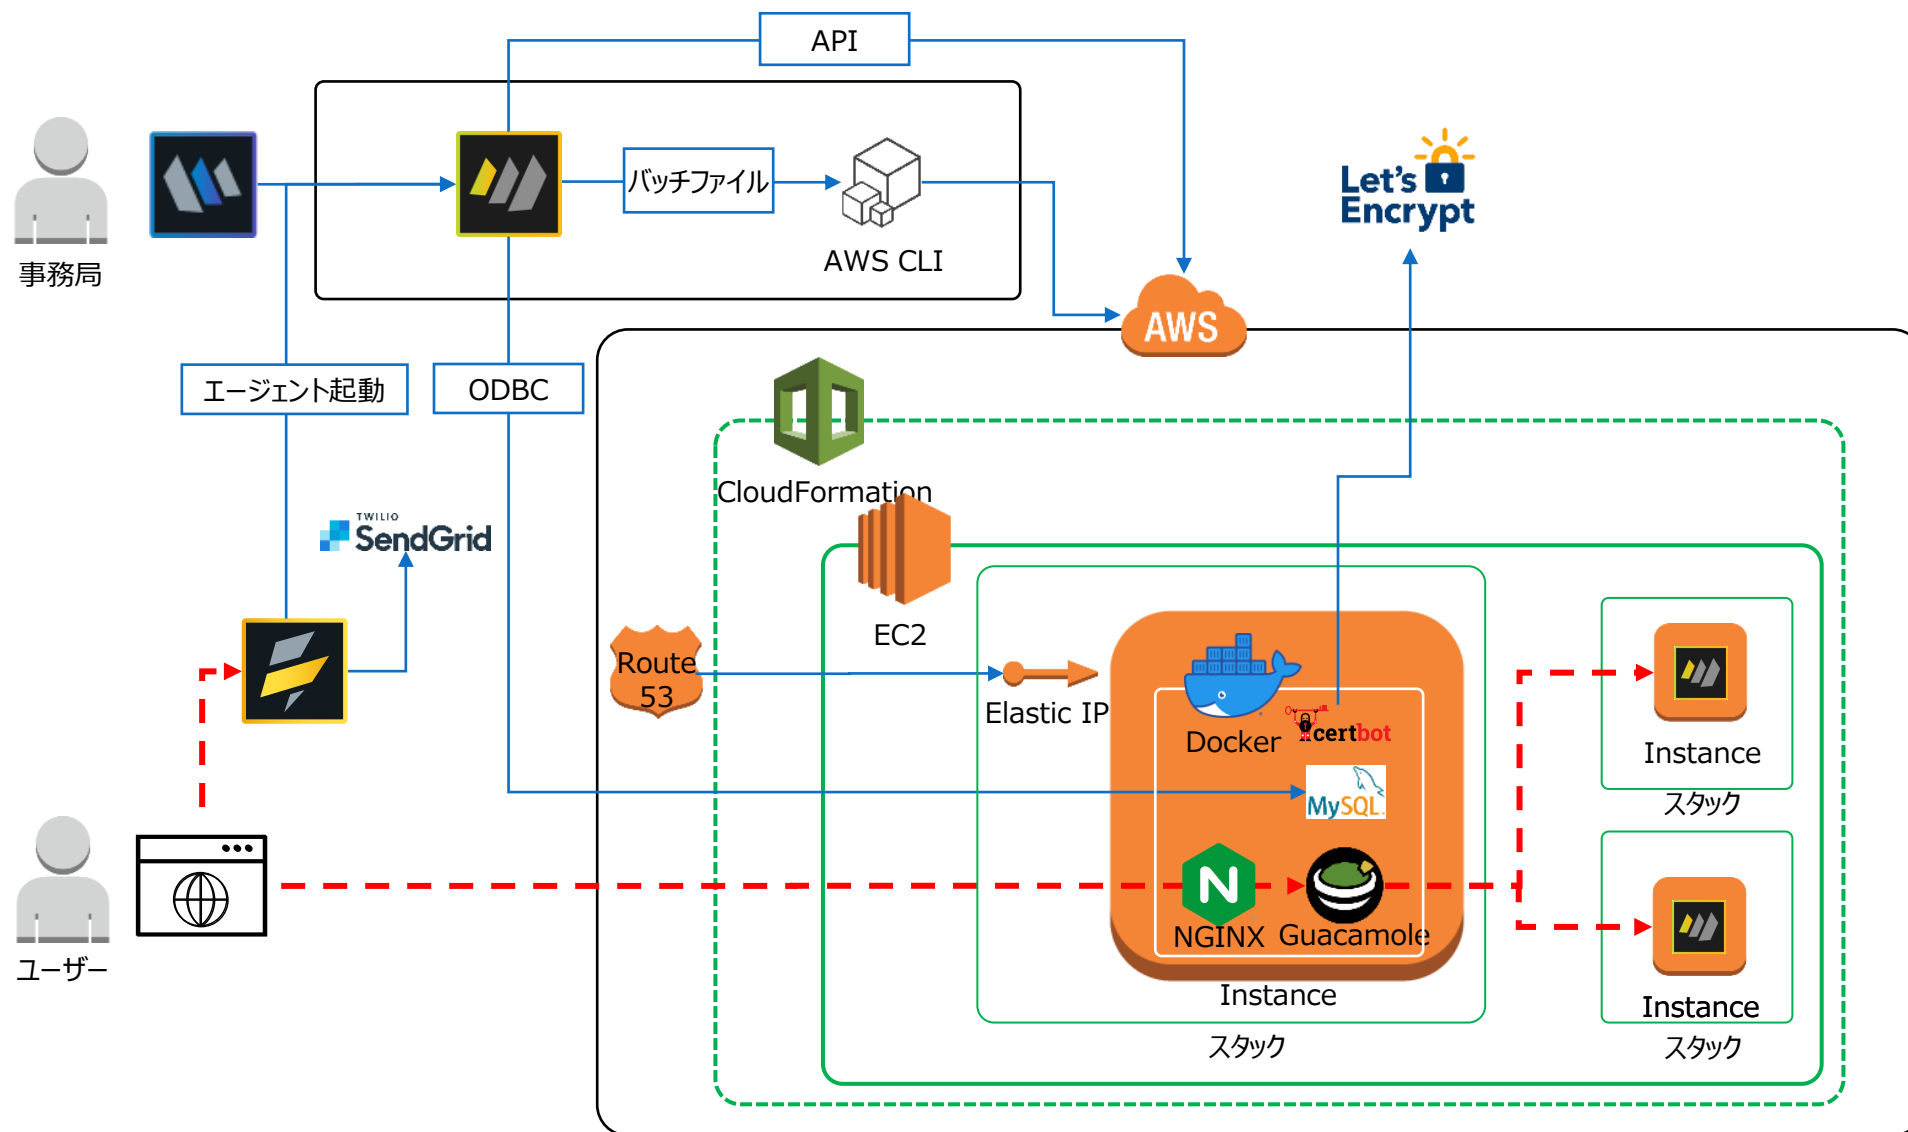 API
バッチファイル
AWS CLI
事務局
Let's
Encrypt
AWS
エージェント起動
ODBC
CloudFormation
TWILIO
SendGrid
EC2
Route
53
Elastic IP
Docker
certbot
MySQL
Instance
スタック
NGINX
Guacamole
Instance
スタック
Instance
スタック
ユーザー